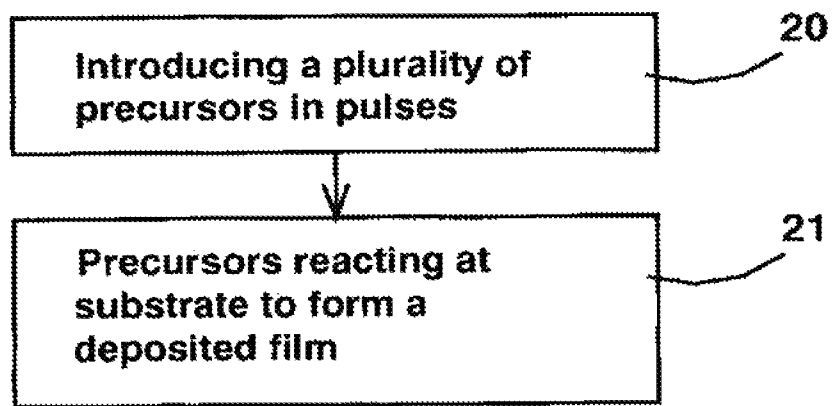 Introducing a plurality of
precursors in pulses
20
Precursors reacting at
substrate to form a
deposited film
21